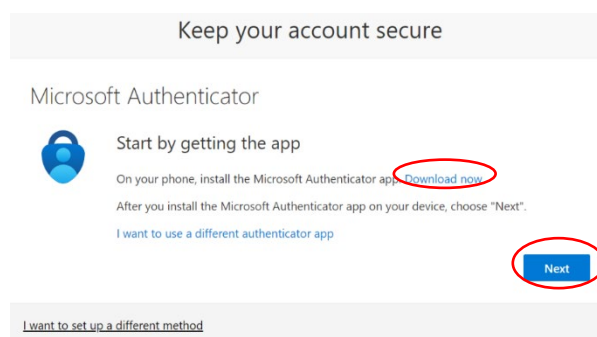 Keep your account secure
Microsoft Authenticator
Start by getting the app
On your phone, install the Microsoft Authenticator app. Download now
After you install the Microsoft Authenticator app on your device, choose "Next".
I want to use a different authenticator app
Next
I want to set up a different method